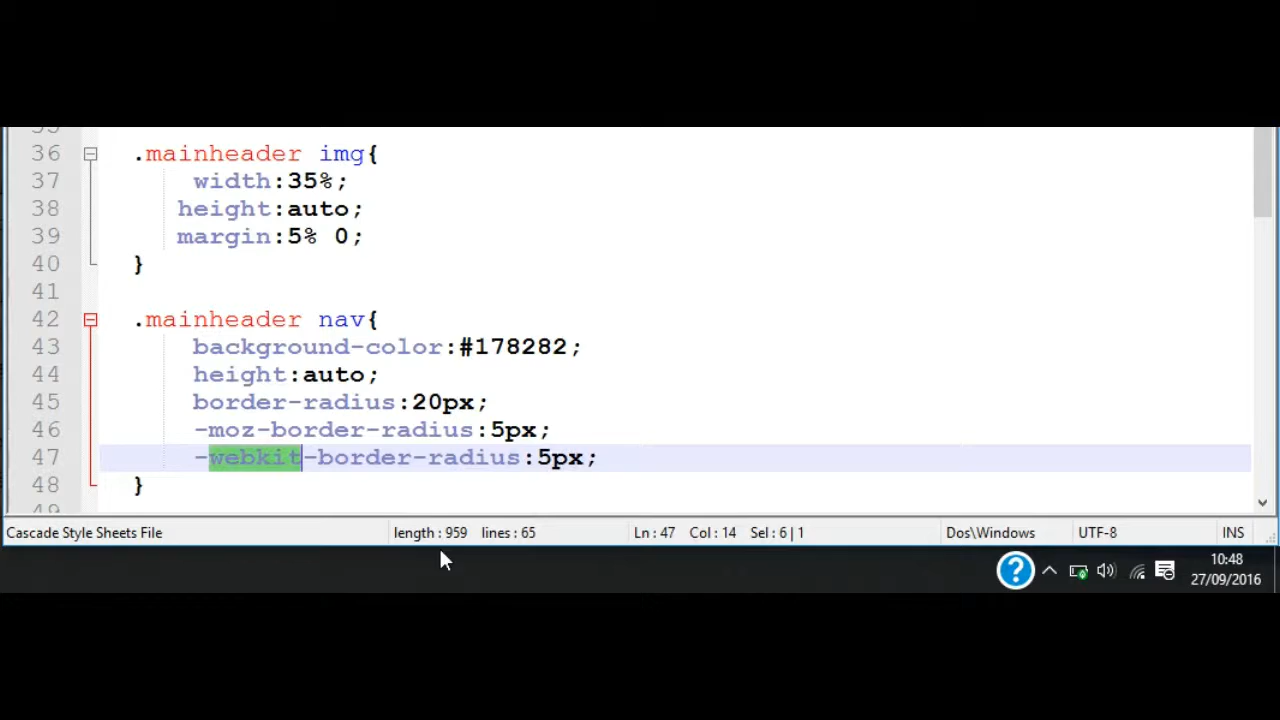 36 .mainheader img{
37 width:35%;
38 height:auto;
39 margin:5% 0;
40 }
41
42 .mainheader nav{
43 background-color:#178282;
44 height:auto;
45 border-radius:20px;
46 -moz-border-radius:5px;
47 -webkit-border-radius:5px;
48 }
Cascade Style Sheets File length : 959 lines : 65 Ln : 47 Col : 14 Sel : 6 | 1 Dos\Windows UTF-8 INS
10:48
27/09/2016